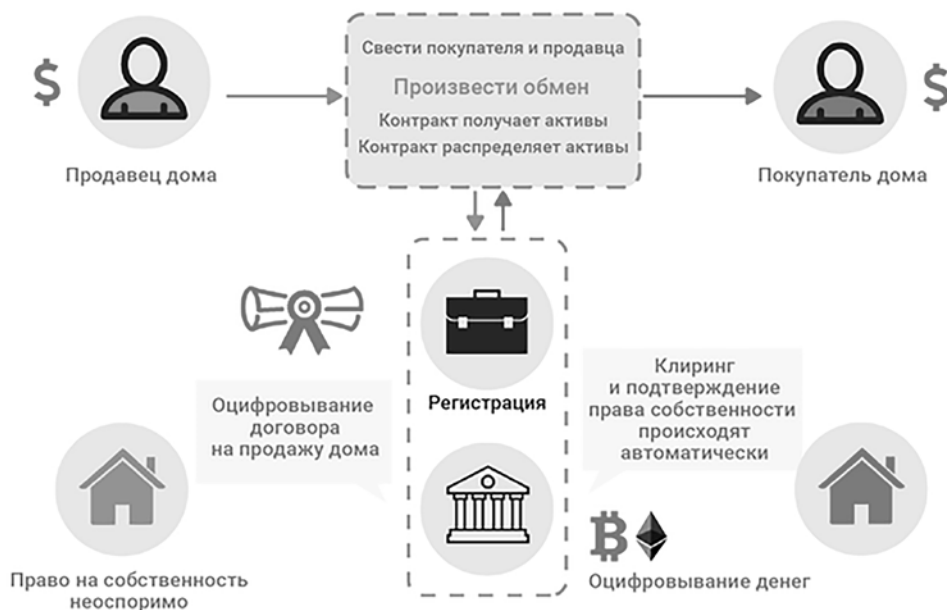 Свести покупателя и продавца
Произвести обмен
Контракт получает активы
Контракт распределяет активы
$
$
Продавец дома
Покупатель дома
Оцифровывание
договора
на продажу дома
Регистрация
Клиринг
и подтверждение
права собственности
происходят
автоматически
Право на собственность
неоспоримо
Оцифровывание денег